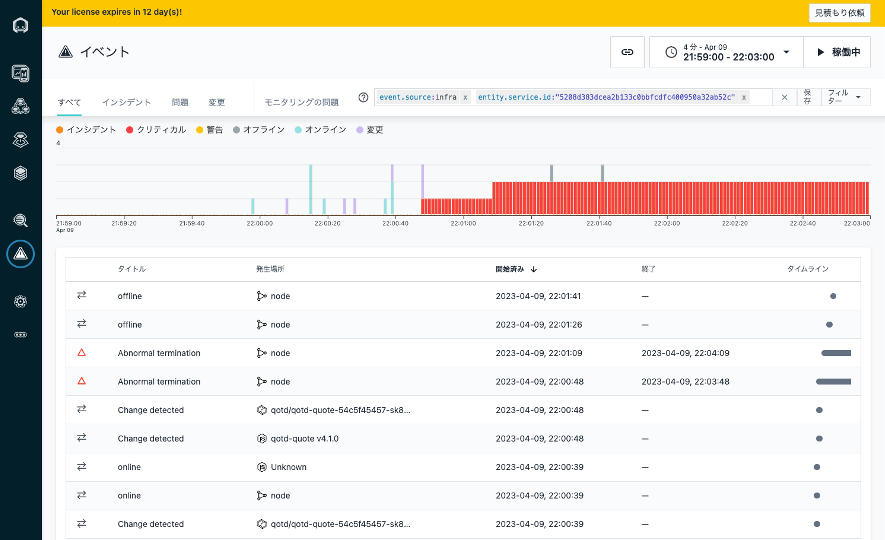 Your license expires in 12 day(s)!
見積もり依頼
イベント
4 分 - Apr 09
21:59:00 - 22:03:00
稼働中
すべて
インシデント
問題
変更
モニタリングの問題
event.source:infra x
entity.service.id:"5208d383dcea2b133c0bbfcdfc400950a32ab52c" x
保存
フィルター
インシデント
クリティカル
警告
オフライン
オンライン
変更
4
21:59:00
21:59:20
21:59:40
22:00:00
22:00:20
22:00:40
22:01:00
22:01:20
22:01:40
22:02:00
22:02:20
22:02:40
22:03:00
Apr 09
タイトル 発生場所 開始済み 終了 タイムライン
offline node 2023-04-09, 22:01:41 —
offline node 2023-04-09, 22:01:26 —
Abnormal termination node 2023-04-09, 22:01:09 2023-04-09, 22:04:09
Abnormal termination node 2023-04-09, 22:00:48 2023-04-09, 22:03:48
Change detected qotd/qotd-quote-54c5f45457-sk8... 2023-04-09, 22:00:48 —
Change detected qotd-quote v4.1.0 2023-04-09, 22:00:48 —
online Unknown 2023-04-09, 22:00:39 —
online node 2023-04-09, 22:00:39 —
Change detected qotd/qotd-quote-54c5f45457-sk8... 2023-04-09, 22:00:39 —